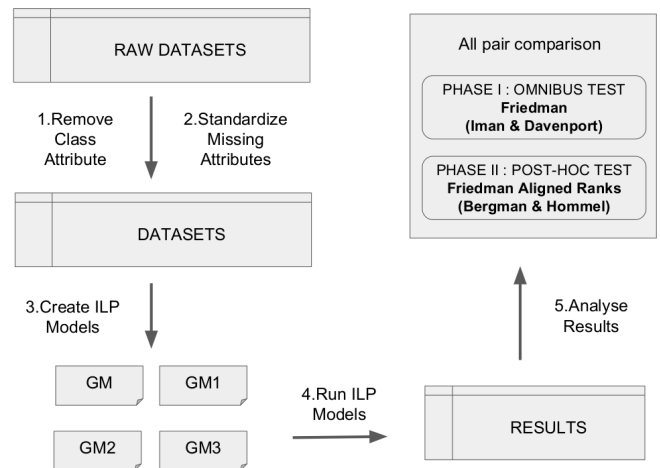 RAW DATASETS
1.Remove
Class
Attribute
2.Standardize
Missing
Attributes
DATASETS
3.Create ILP
Models
GM
GM1
GM2
GM3
4.Run ILP
Models
RESULTS
5.Analyse
Results
All pair comparison
PHASE I : OMNIBUS TEST
Friedman
(Iman & Davenport)
PHASE II : POST-HOC TEST
Friedman Aligned Ranks
(Bergman & Hommel)